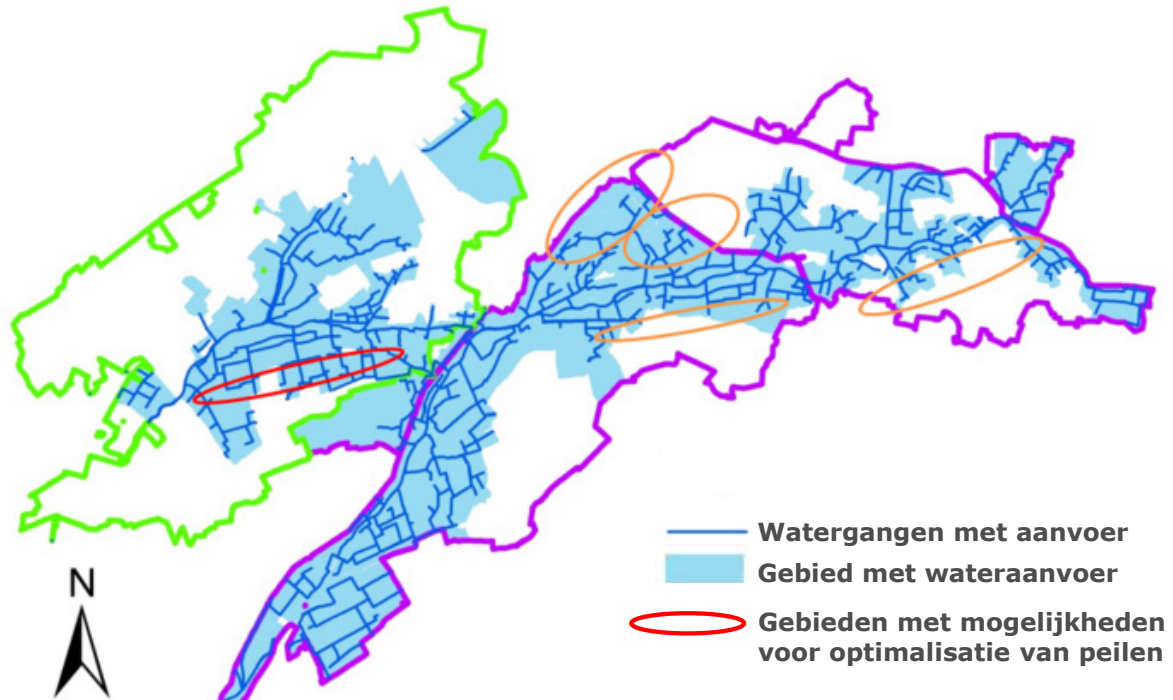 Watergangen met aanvoer
Gebied met wateraanvoer
N
Gebieden met mogelijkheden
voor optimalisatie van peilen